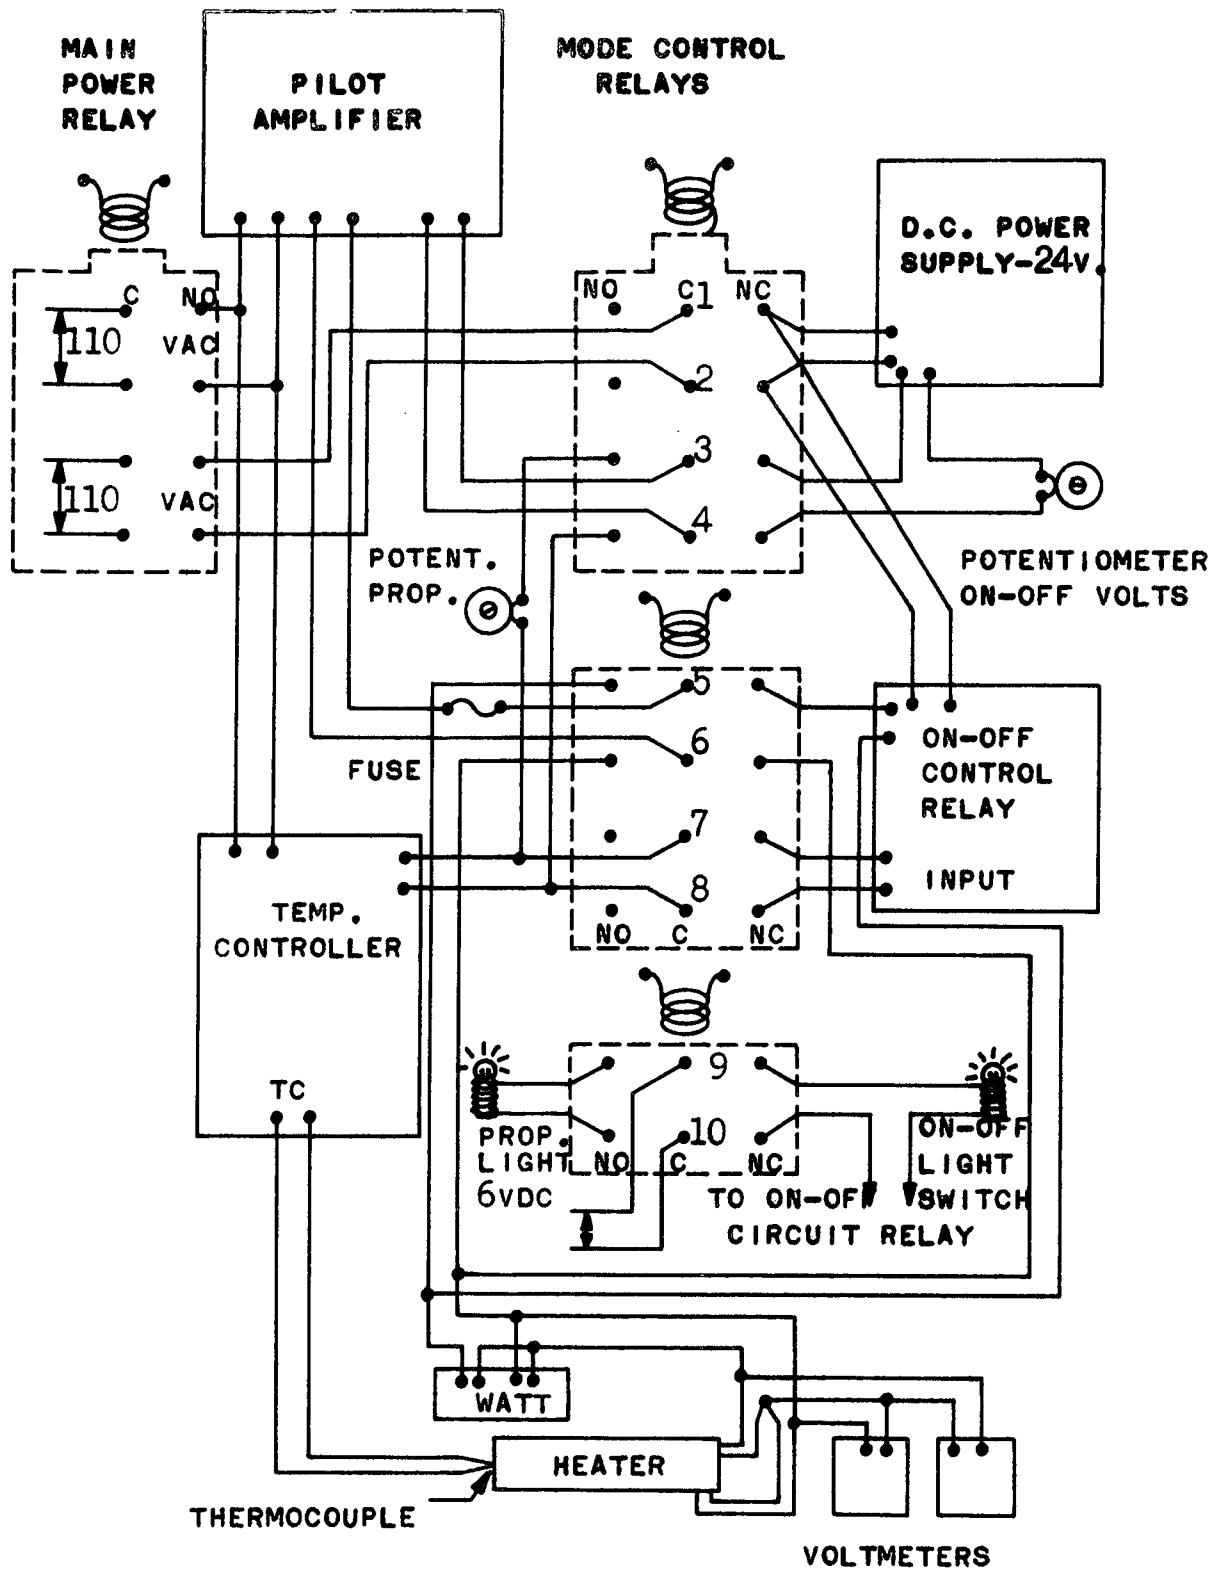 MAIN
POWER
RELAY
PILOT
AMPLIFIER
MODE CONTROL
RELAYS
D.C. POWER
SUPPLY-24V.
C NO
110 VAC
110 VAC
NO C1 NC
2
3
4
POTENT.
PROP.
POTENTIOMETER
ON-OFF VOLTS
5
6
7
8
NO C NC
FUSE
ON-OFF
CONTROL
RELAY
INPUT
TEMP.
CONTROLLER
TC
9
10
NO C NC
PROP.
LIGHT
6VDC
ON-OFF
LIGHT
SWITCH
TO ON-OFF
CIRCUIT RELAY
WATT
HEATER
THERMOCOUPLE
VOLTMETERS